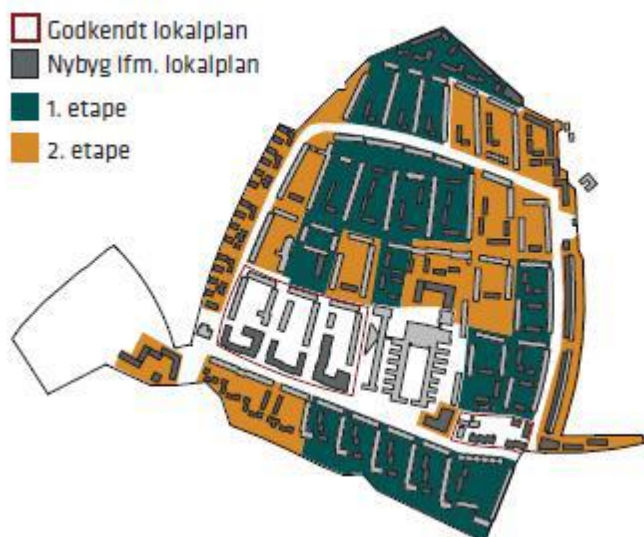 Godkendt lokalplan
Nybyg Ifm. lokalplan
1. etape
2. etape